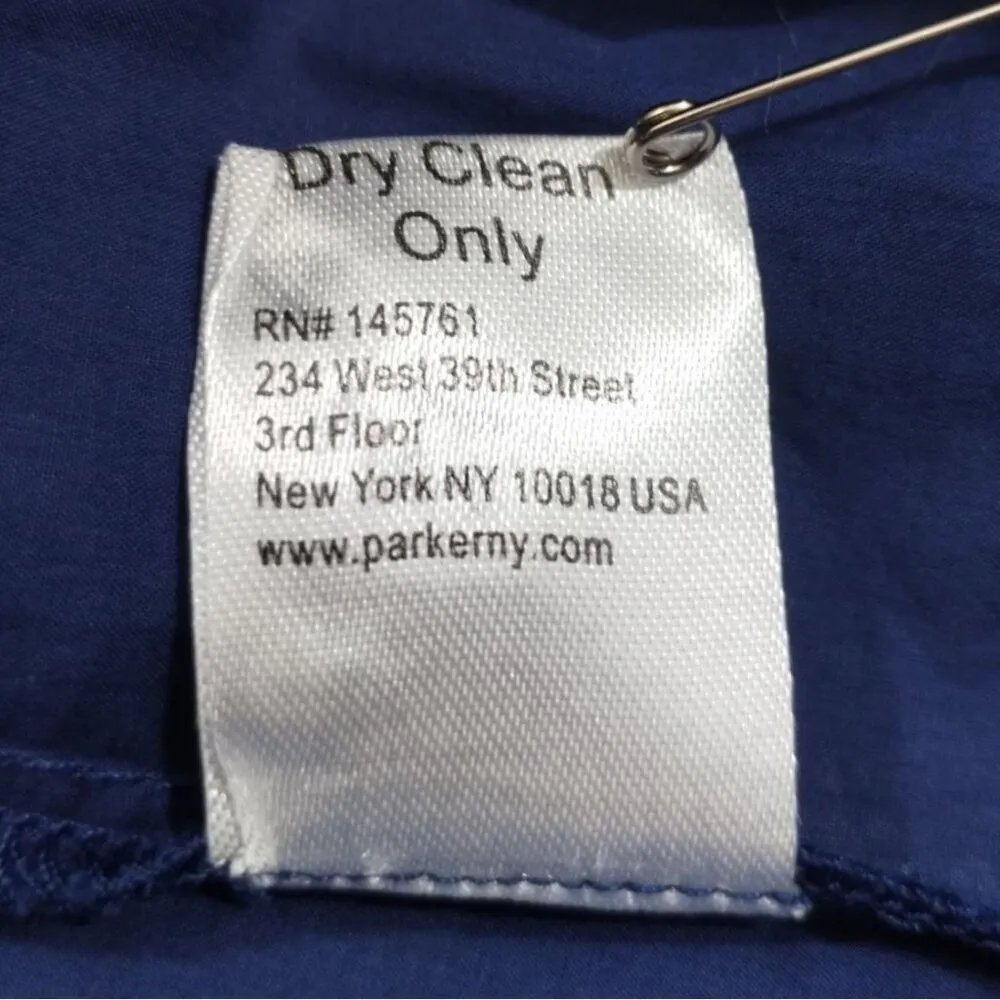 Dry Clean
Only
RN# 145761
234 West 39th Street
3rd Floor
New York NY 10018 USA
www.parkerny.com